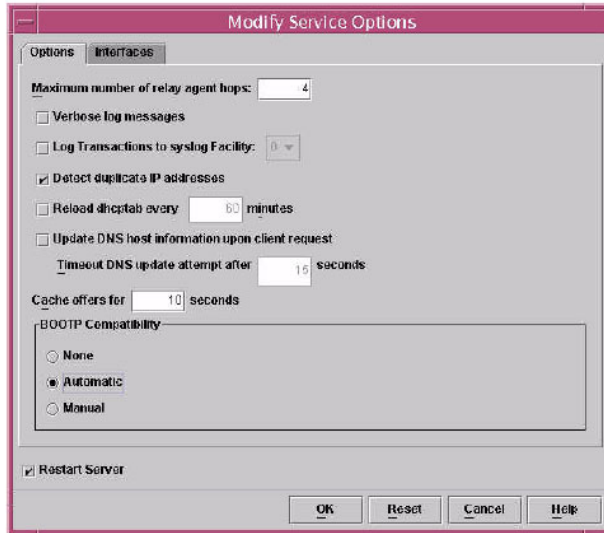 Modify Service Options
Options Interfaces
Maximum number of relay agent hops: 4
Verbose log messages
Log Transactions to syslog Facility: 0
Detect duplicate IP addresses
Reload dhcptab every 60 minutes
Update DNS host information upon client request
Timeout DNS update attempt after 15 seconds
Cache offers for 10 seconds
BOOTP Compatibility
None
Automatic
Manual
Restart Server
OK Reset Cancel Help